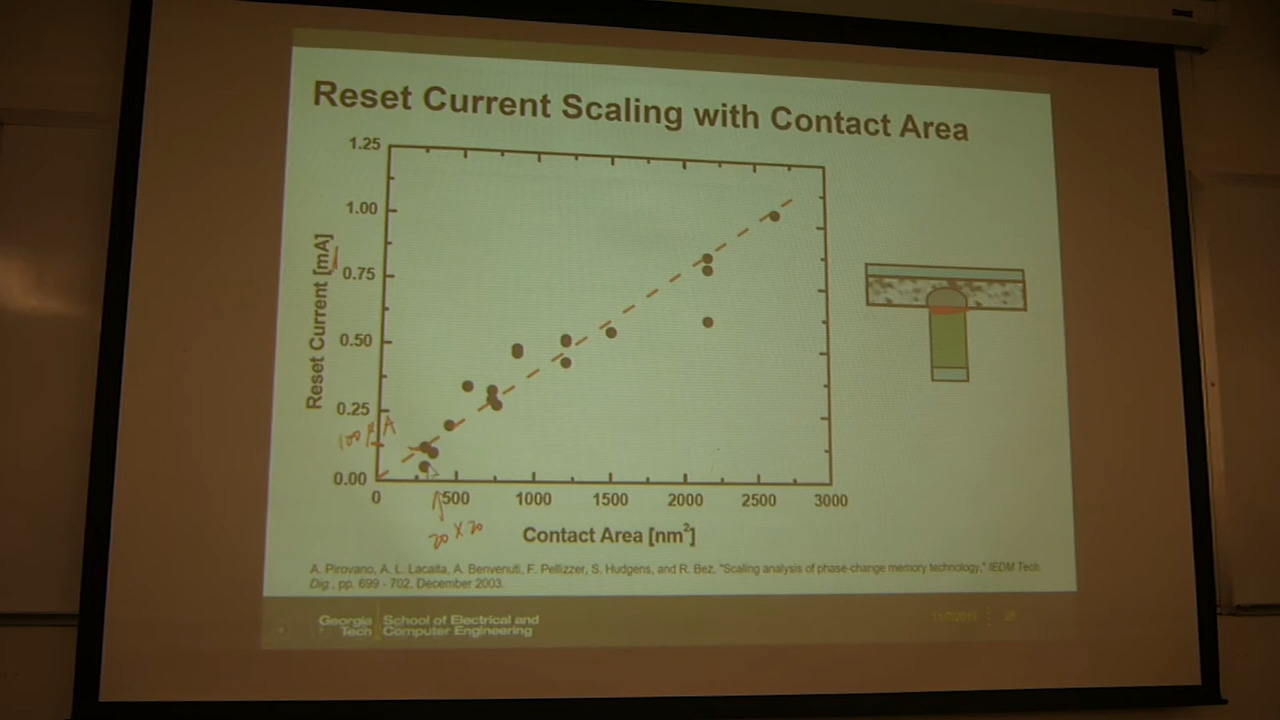 Reset Current Scaling with Contact Area
1.25
1.00
0.75
0.50
0.25
0.00
Reset Current [mA]
100 μA
0
500
1000
1500
2000
2500
3000
20 x 20
Contact Area [nm²]
A. Pirovano, A. L. Lacaita, A. Benvenuti, F. Pellizzer, S. Hudgens, and R. Bez, "Scaling analysis of phase-change memory technology," IEDM Tech.
Dig., pp. 699 - 702, December 2003.
Georgia
Tech
School of Electrical and
Computer Engineering